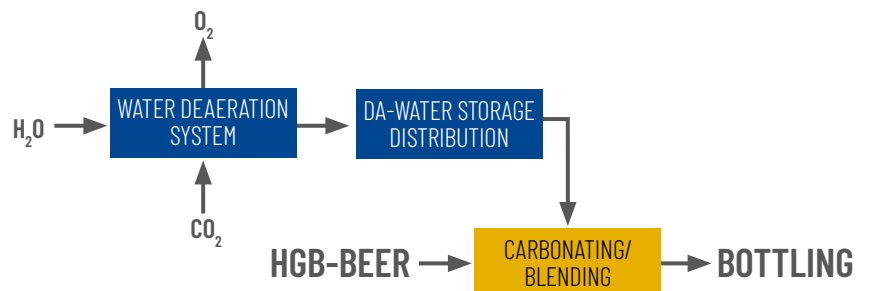 O₂
WATER DEAERATION
SYSTEM
H₂O
DA-WATER STORAGE
DISTRIBUTION
CO₂
HGB-BEER
CARBONATING/
BLENDING
BOTTLING